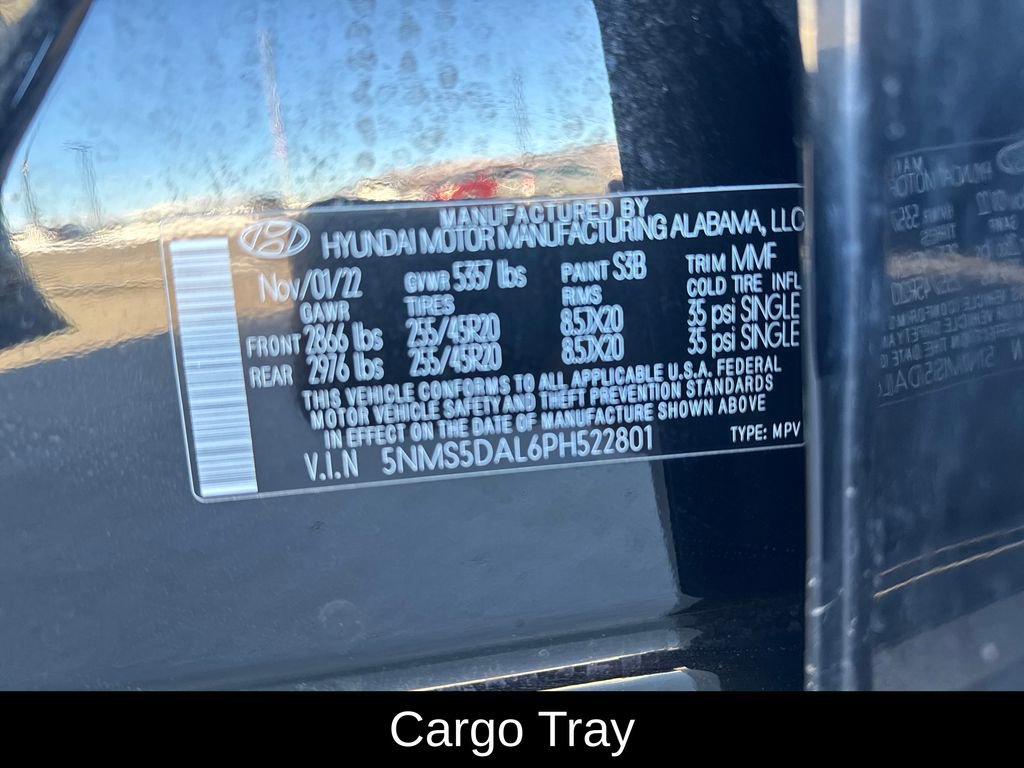 MANUFACTURED BY
HYUNDAI MOTOR MANUFACTURING ALABAMA, LLC
Nov/01/22 GVWR 5357 lbs PAINT S3B TRIM MMF
GAWR TIRES RIMS COLD TIRE INFL
FRONT 2866 lbs 255/45R20 8.5X20 35 psi SINGLE
REAR 2976 lbs 255/45R20 8.5X20 35 psi SINGLE
THIS VEHICLE CONFORMS TO ALL APPLICABLE U.S.A. FEDERAL
MOTOR VEHICLE SAFETY AND THEFT PREVENTION STANDARDS
IN EFFECT ON THE DATE OF MANUFACTURE SHOWN ABOVE
V.I.N 5NMS5DAL6PH522801 TYPE: MPV
Cargo Tray